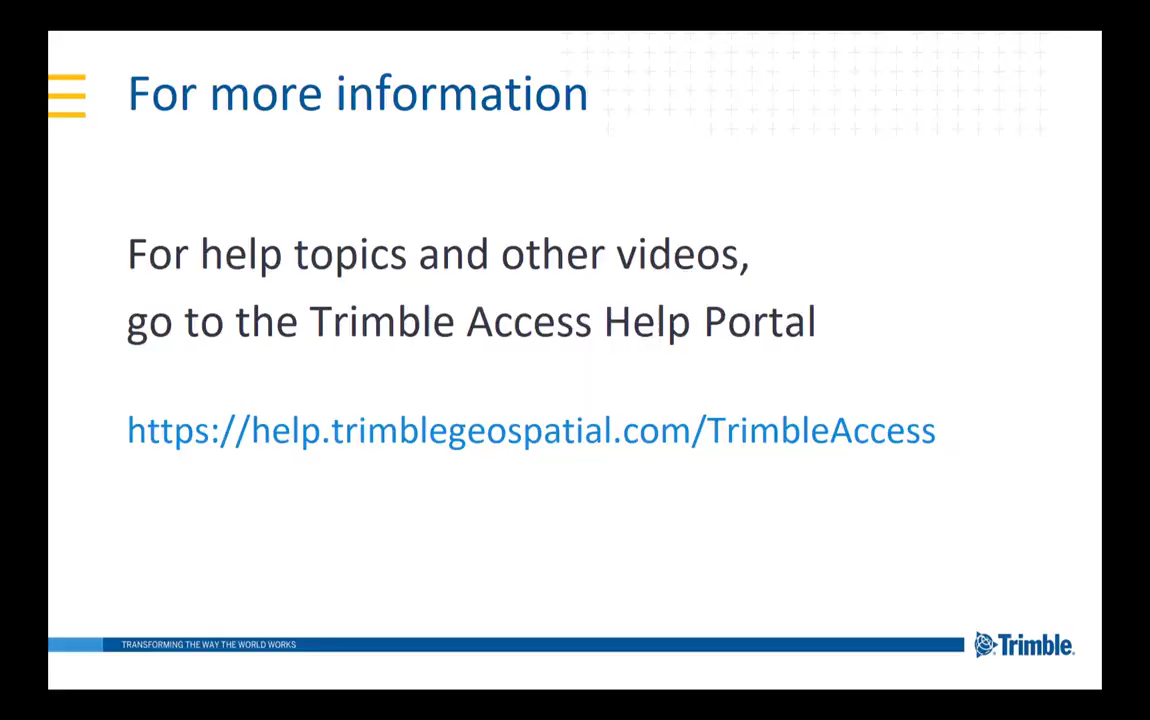 For more information
For help topics and other videos,
go to the Trimble Access Help Portal
https://help.trimblegeospatial.com/TrimbleAccess
TRANSFORMING THE WAY THE WORLD WORKS
Trimble.